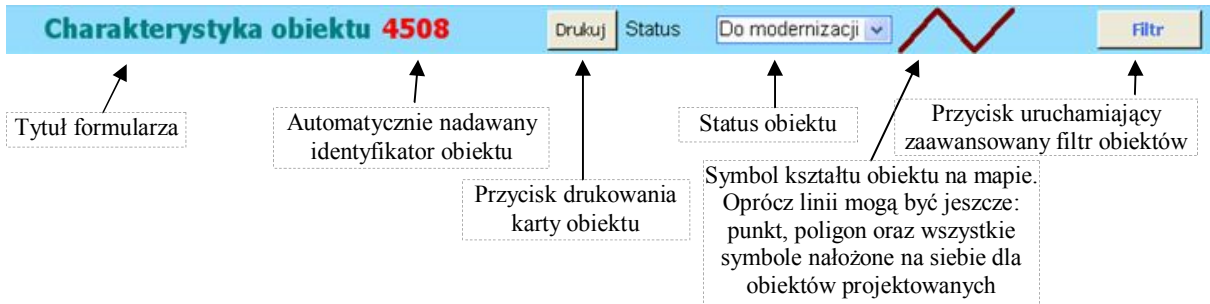 Charakterystyka obiektu 4508 Drukuj Status Do modernizacji Filtr
Tytuł formularza
Automatycznie nadawany
identyfikator obiektu
Przycisk drukowania
karty obiektu
Status obiektu
Symbol kształtu obiektu na mapie.
Oprócz linii mogą być jeszcze:
punkt, poligon oraz wszystkie
symbole nałożone na siebie dla
obiektów projektowanych
Przycisk uruchamiający
zaawansowany filtr obiektów